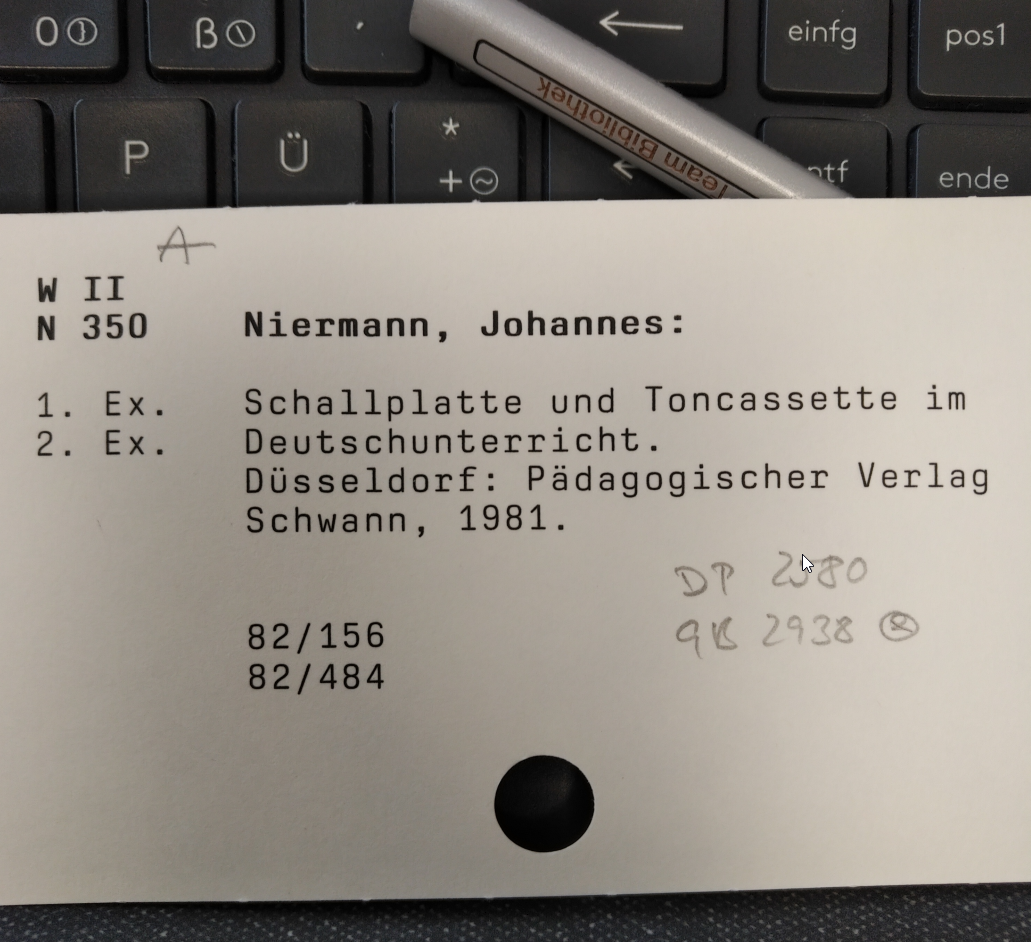 0 ß ´ ← einfg pos1
P Ü * + ~ ← ntf ende
Team Bibliothek
A
W II
N 350 Niermann, Johannes:
1. Ex. Schallplatte und Toncassette im
2. Ex. Deutschunterricht.
Düsseldorf: Pädagogischer Verlag
Schwann, 1981.
DP 2580
82/156 2938
82/484